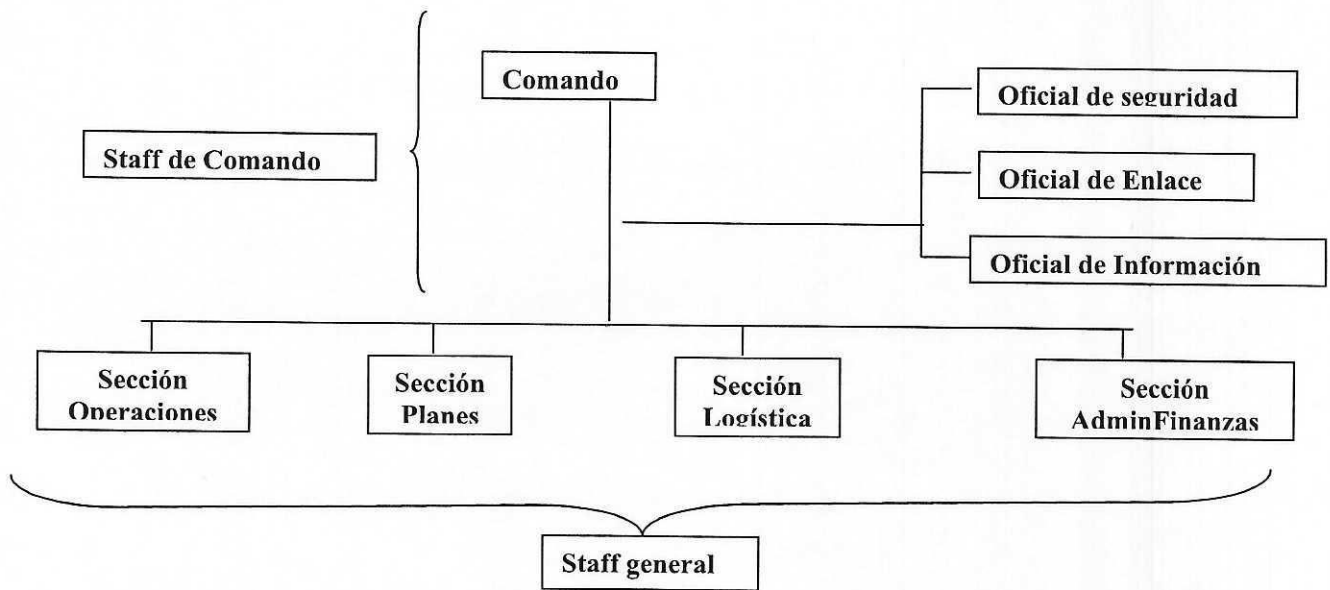 Comando
Oficial de seguridad
Staff de Comando
Oficial de Enlace
Oficial de Información
Sección
Operaciones
Sección
Planes
Sección
Logística
Sección
AdminFinanzas
Staff general